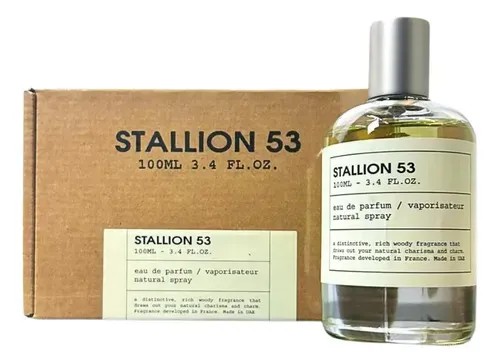 STALLION 53
100ML 3.4 FL.OZ.
STALLION 53
100ML - 3.4 FL.OZ.
eau de parfum / vaporisateur
natural spray
a distinctive, rich woody fragrance that
draws out your natural charisma and charm.
Fragrance developed in France. Made in UAE
STALLION 53
100ML - 3.4 FL.OZ.
eau de parfum / vaporisateur
natural spray
a distinctive, rich woody fragrance that
draws out your natural charisma and charm.
Fragrance developed in France. Made in UAE